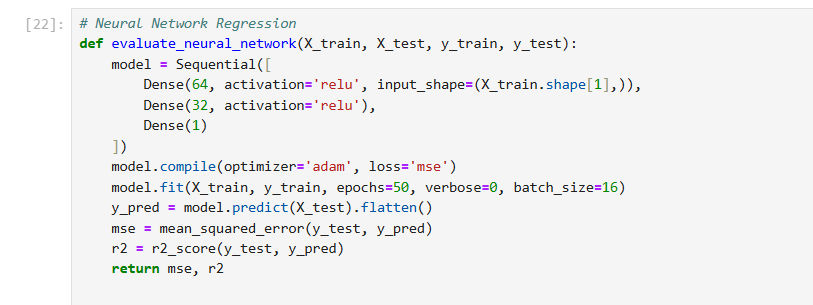 [22]: # Neural Network Regression
def evaluate_neural_network(X_train, X_test, y_train, y_test):
    model = Sequential([
        Dense(64, activation='relu', input_shape=(X_train.shape[1],)),
        Dense(32, activation='relu'),
        Dense(1)
    ])
    model.compile(optimizer='adam', loss='mse')
    model.fit(X_train, y_train, epochs=50, verbose=0, batch_size=16)
    y_pred = model.predict(X_test).flatten()
    mse = mean_squared_error(y_test, y_pred)
    r2 = r2_score(y_test, y_pred)
    return mse, r2